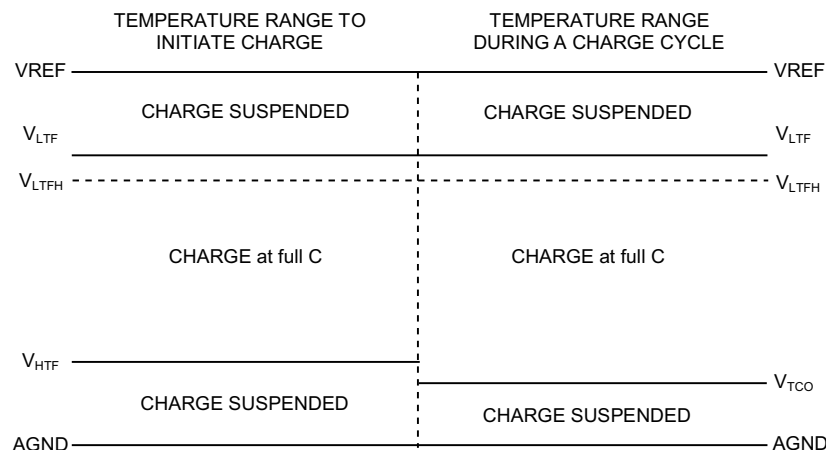 TEMPERATURE RANGE TO
INITIATE CHARGE
TEMPERATURE RANGE
DURING A CHARGE CYCLE
VREF
VREF
CHARGE SUSPENDED
CHARGE SUSPENDED
VLTF
VLTF
VLTFH
VLTFH
CHARGE at full C
CHARGE at full C
VHTF
VTCO
CHARGE SUSPENDED
CHARGE SUSPENDED
AGND
AGND